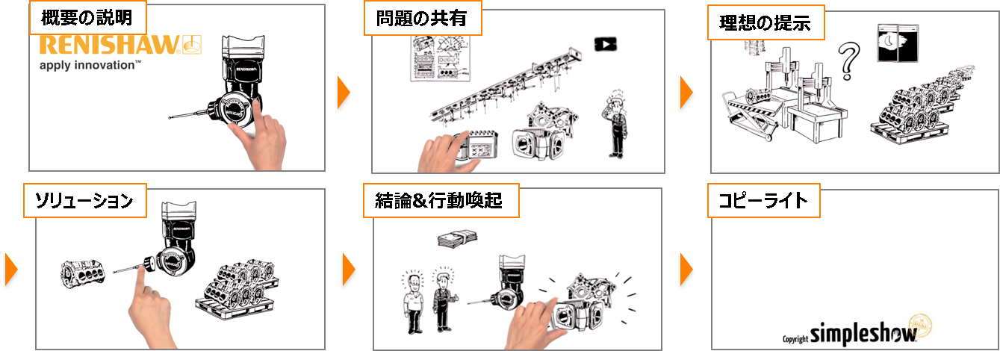 概要の説明
RENISHAW
apply innovation™
RENISHAW
問題の共有
理想の提示
?
ソリューション
RENISHAW
結論&行動喚起
コピーライト
Copyright simpleshow